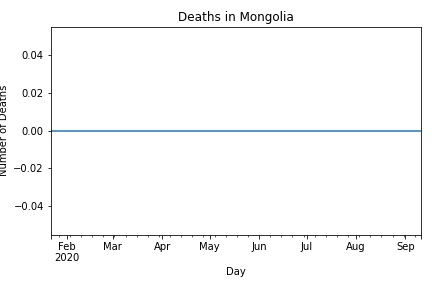 Deaths in Mongolia
Number of Deaths
0.04
0.02
0.00
−0.02
−0.04
Feb Mar Apr May Jun Jul Aug Sep
2020
Day